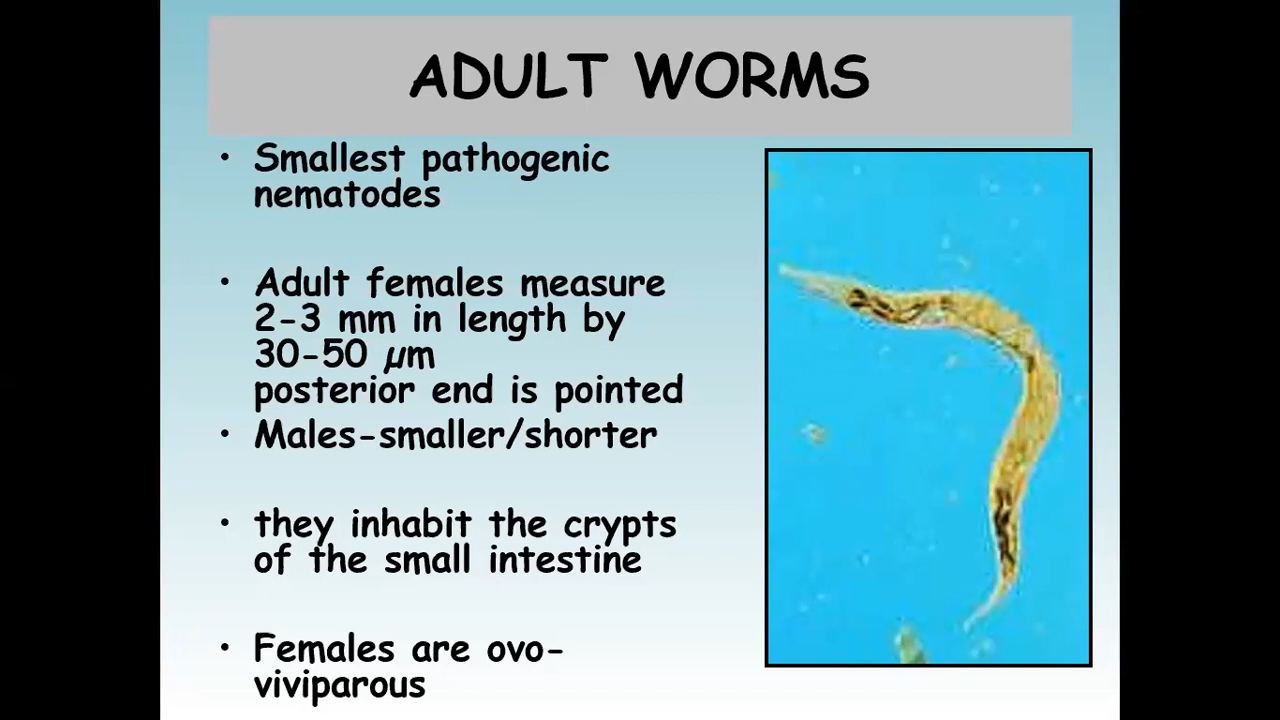 ADULT WORMS
• Smallest pathogenic
nematodes
• Adult females measure
2-3 mm in length by
30-50 µm
posterior end is pointed
• Males-smaller/shorter
• they inhabit the crypts
of the small intestine
• Females are ovo-
viviparous